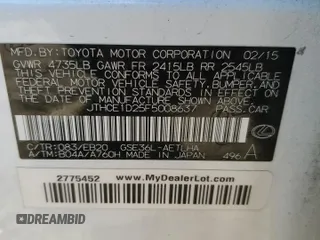 MFD. BY: TOYOTA MOTOR CORPORATION 02/15
GVWR 4735LB GAWR FR 2415LB RR 2545LB
THIS VEHICLE CONFORMS TO ALL APPLICABLE
FEDERAL MOTOR VEHICLE SAFETY, BUMPER, AND
THEFT PREVENTION STANDARDS IN EFFECT ON
THE DATE OF MANUFACTURE SHOWN ABOVE.
JTHCE1D25F5008637 PASS CAR
C/TR:083/EB20 GSE36L-AETLHA
A/TM:B04A/A760H MADE IN JAPAN 496 A
2775452 www.MyDealerLot.com
DREAMBID